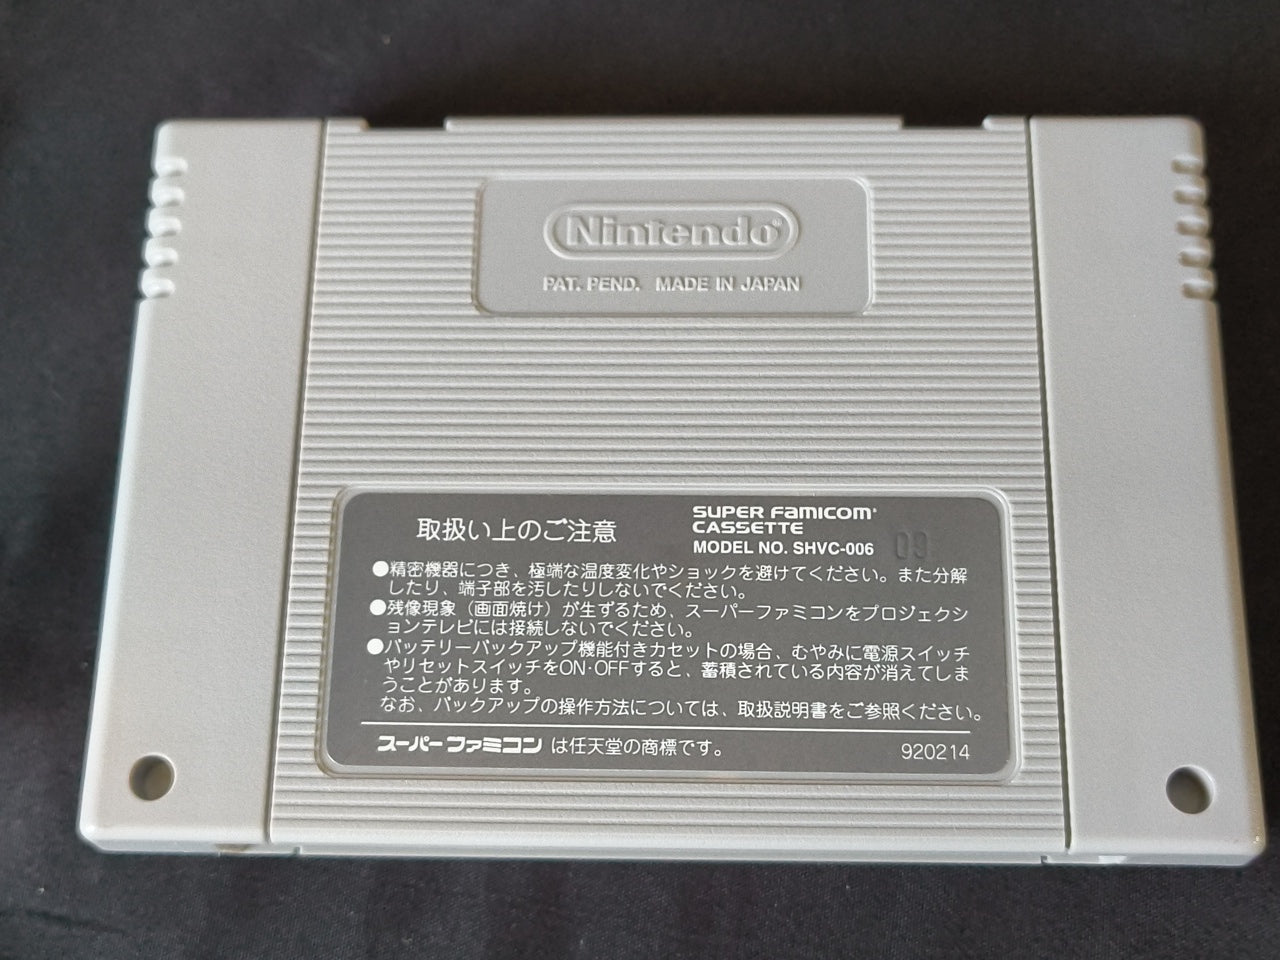 Nintendo®
PAT. PEND. MADE IN JAPAN
取扱い上のご注意
SUPER FAMICOM®
CASSETTE
MODEL NO. SHVC-006
09
●精密機器につき、極端な温度変化やショックを避けてください。また分解
したり、端子部を汚したりしないでください。
●残像現象（画面焼け）が生ずるため、スーパーファミコンをプロジェクシ
ョンテレビには接続しないでください。
●バッテリーバックアップ機能付きカセットの場合、むやみに電源スイッチ
やリセットスイッチをON·OFFすると、蓄積されている内容が消えてしま
うことがあります。
なお、バックアップの操作方法については、取扱説明書をご参照ください。
スーパーファミコン は任天堂の商標です。
920214